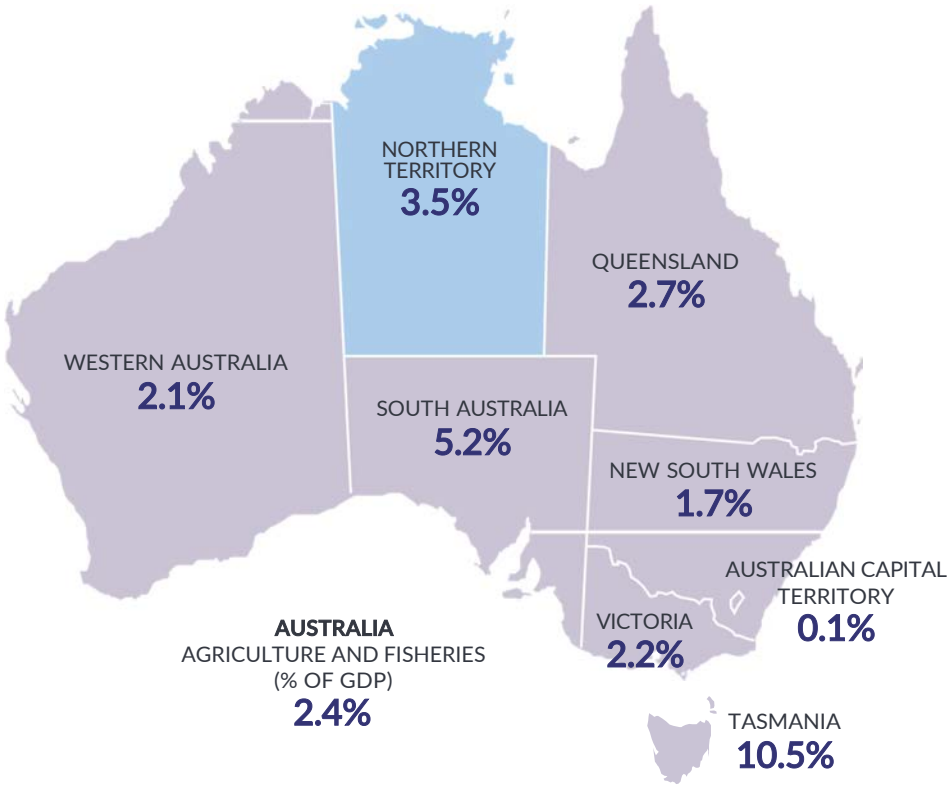 NORTHERN
TERRITORY
3.5%
QUEENSLAND
2.7%
WESTERN AUSTRALIA
2.1%
SOUTH AUSTRALIA
5.2%
NEW SOUTH WALES
1.7%
AUSTRALIAN CAPITAL
TERRITORY
0.1%
VICTORIA
2.2%
AUSTRALIA
AGRICULTURE AND FISHERIES
(% OF GDP)
2.4%
TASMANIA
10.5%